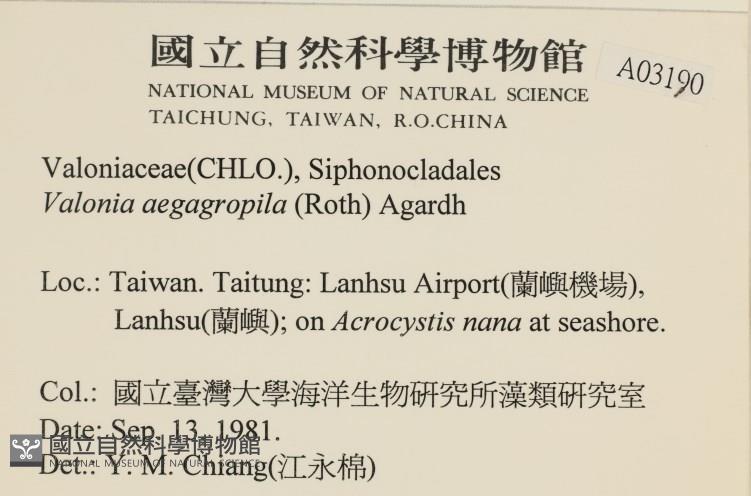 國立自然科學博物館
A03190
NATIONAL MUSEUM OF NATURAL SCIENCE
TAICHUNG, TAIWAN, R.O.CHINA
Valoniaceae(CHLO.), Siphonocladales
Valonia aegagropila (Roth) Agardh
Loc.: Taiwan. Taitung: Lanhsu Airport(蘭嶼機場),
Lanhsu(蘭嶼); on Acrocystis nana at seashore.
Col.: 國立臺灣大學海洋生物研究所藻類研究室
Date: Sep. 13, 1981.
國立自然科學博物館
NATIONAL MUSEUM OF NATURAL SCIENCE
Det.: Y. M. Chiang(江永棉)